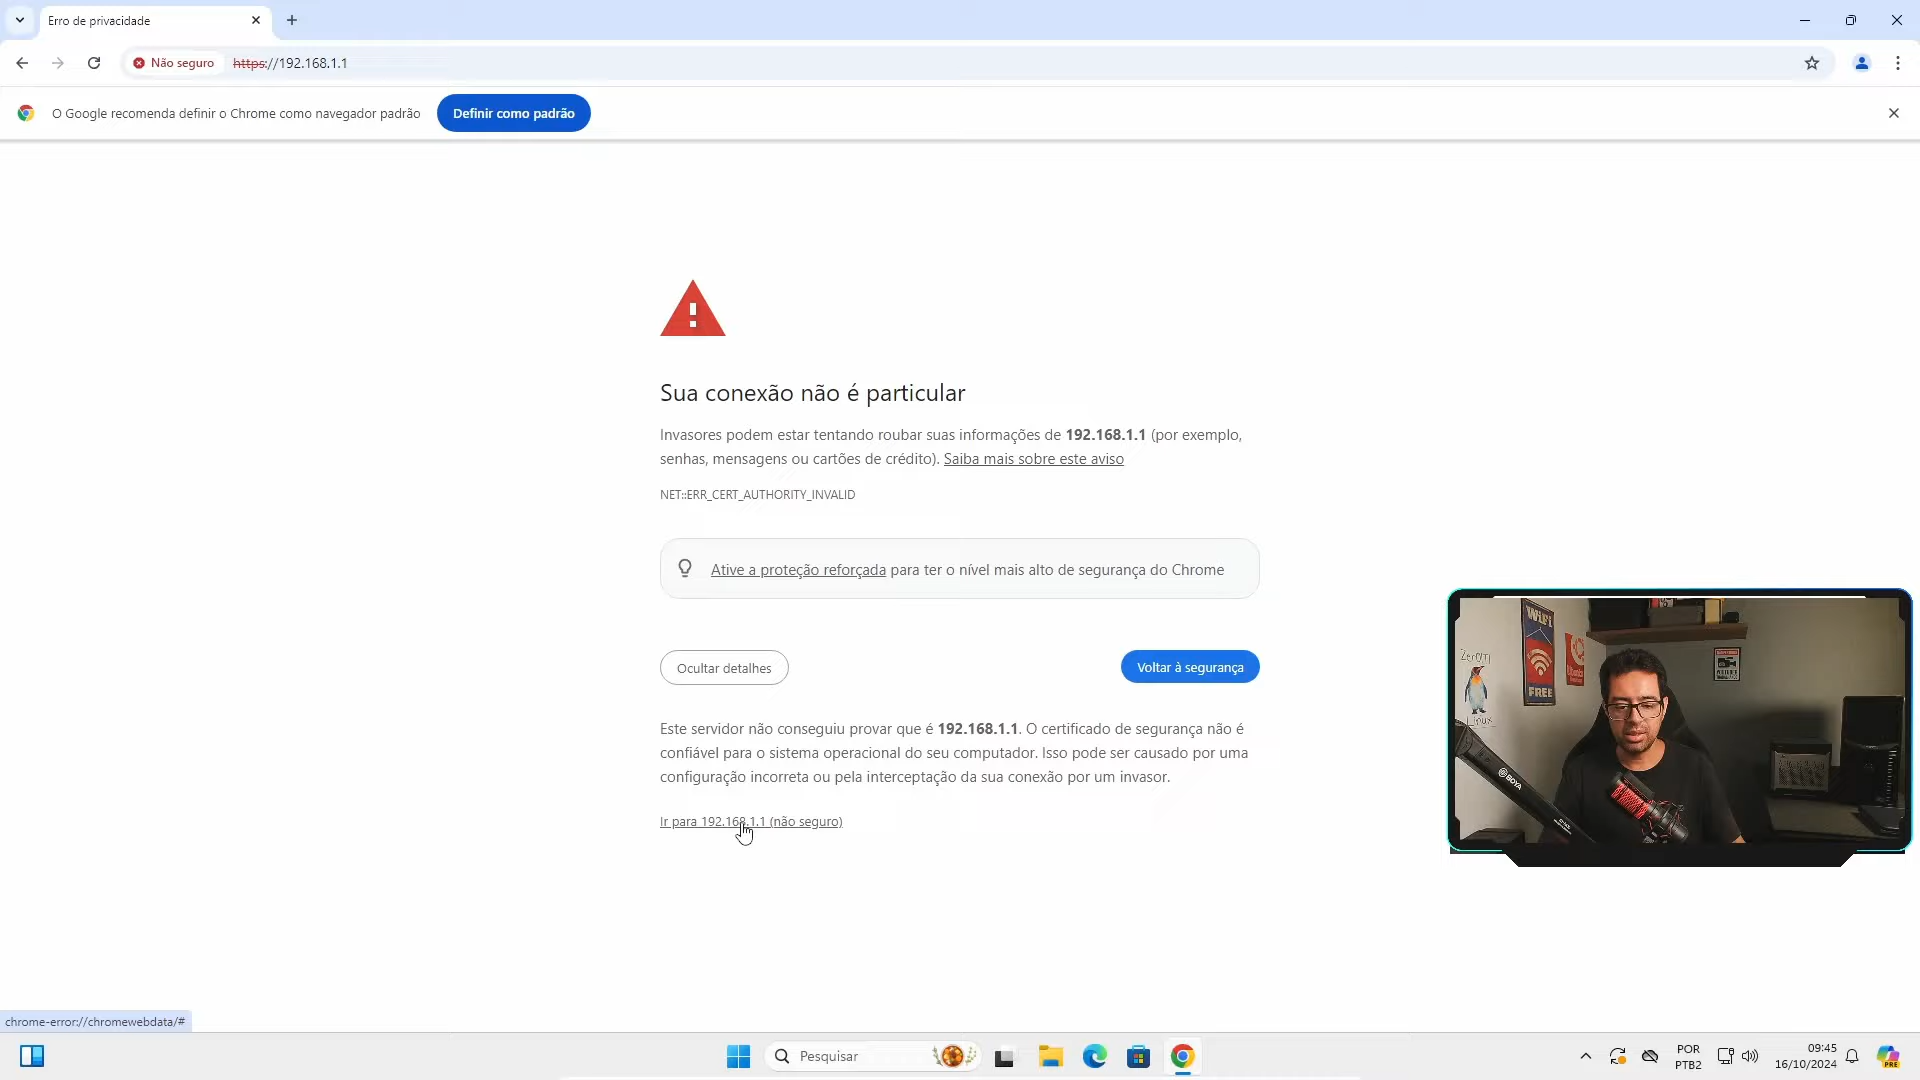 Erro de privacidade
Não seguro
https://192.168.1.1
O Google recomenda definir o Chrome como navegador padrão
Definir como padrão
Sua conexão não é particular
Invasores podem estar tentando roubar suas informações de 192.168.1.1 (por exemplo,
senhas, mensagens ou cartões de crédito). Saiba mais sobre este aviso
NET::ERR_CERT_AUTHORITY_INVALID
Ative a proteção reforçada para ter o nível mais alto de segurança do Chrome
Ocultar detalhes
Voltar à segurança
Este servidor não conseguiu provar que é 192.168.1.1. O certificado de segurança não é
confiável para o sistema operacional do seu computador. Isso pode ser causado por uma
configuração incorreta ou pela interceptação da sua conexão por um invasor.
Ir para 192.168.1.1 (não seguro)
WiFi
FREE
Linux
BOYA
chrome-error://chromewebdata/#
Pesquisar
POR
PTB2
09:45
16/10/2024
PRE